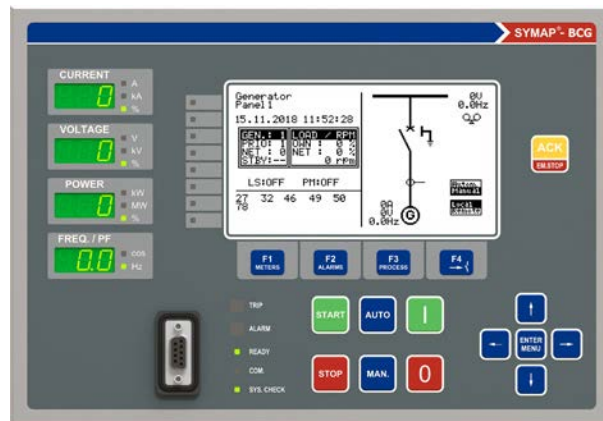 SYMAP®- BCG
CURRENT
0
A
kA
%
VOLTAGE
0
V
kV
%
POWER
0
kW
MW
%
FREQ. / PF
0.0
cos
Hz
Generator
Panel1
15.11.2018 11:52:28
GEN.: 1 LOAD / RPM
PRIO: 1 OWN : 0 %
NET : 0 NET : 0 %
STBY:-- 0 rpm
LS:OFF PM:OFF
27 32 46 49 50
78
0V
0.0Hz
Manual
Local
0A
0V
0.0Hz
G
ACK
EM.STOP
F1
METERS
F2
ALARMS
F3
PROCESS
F4
TRIP
ALARM
READY
COM
SYS. CHECK
START
AUTO
I
STOP
MAN.
0
ENTER
MENU